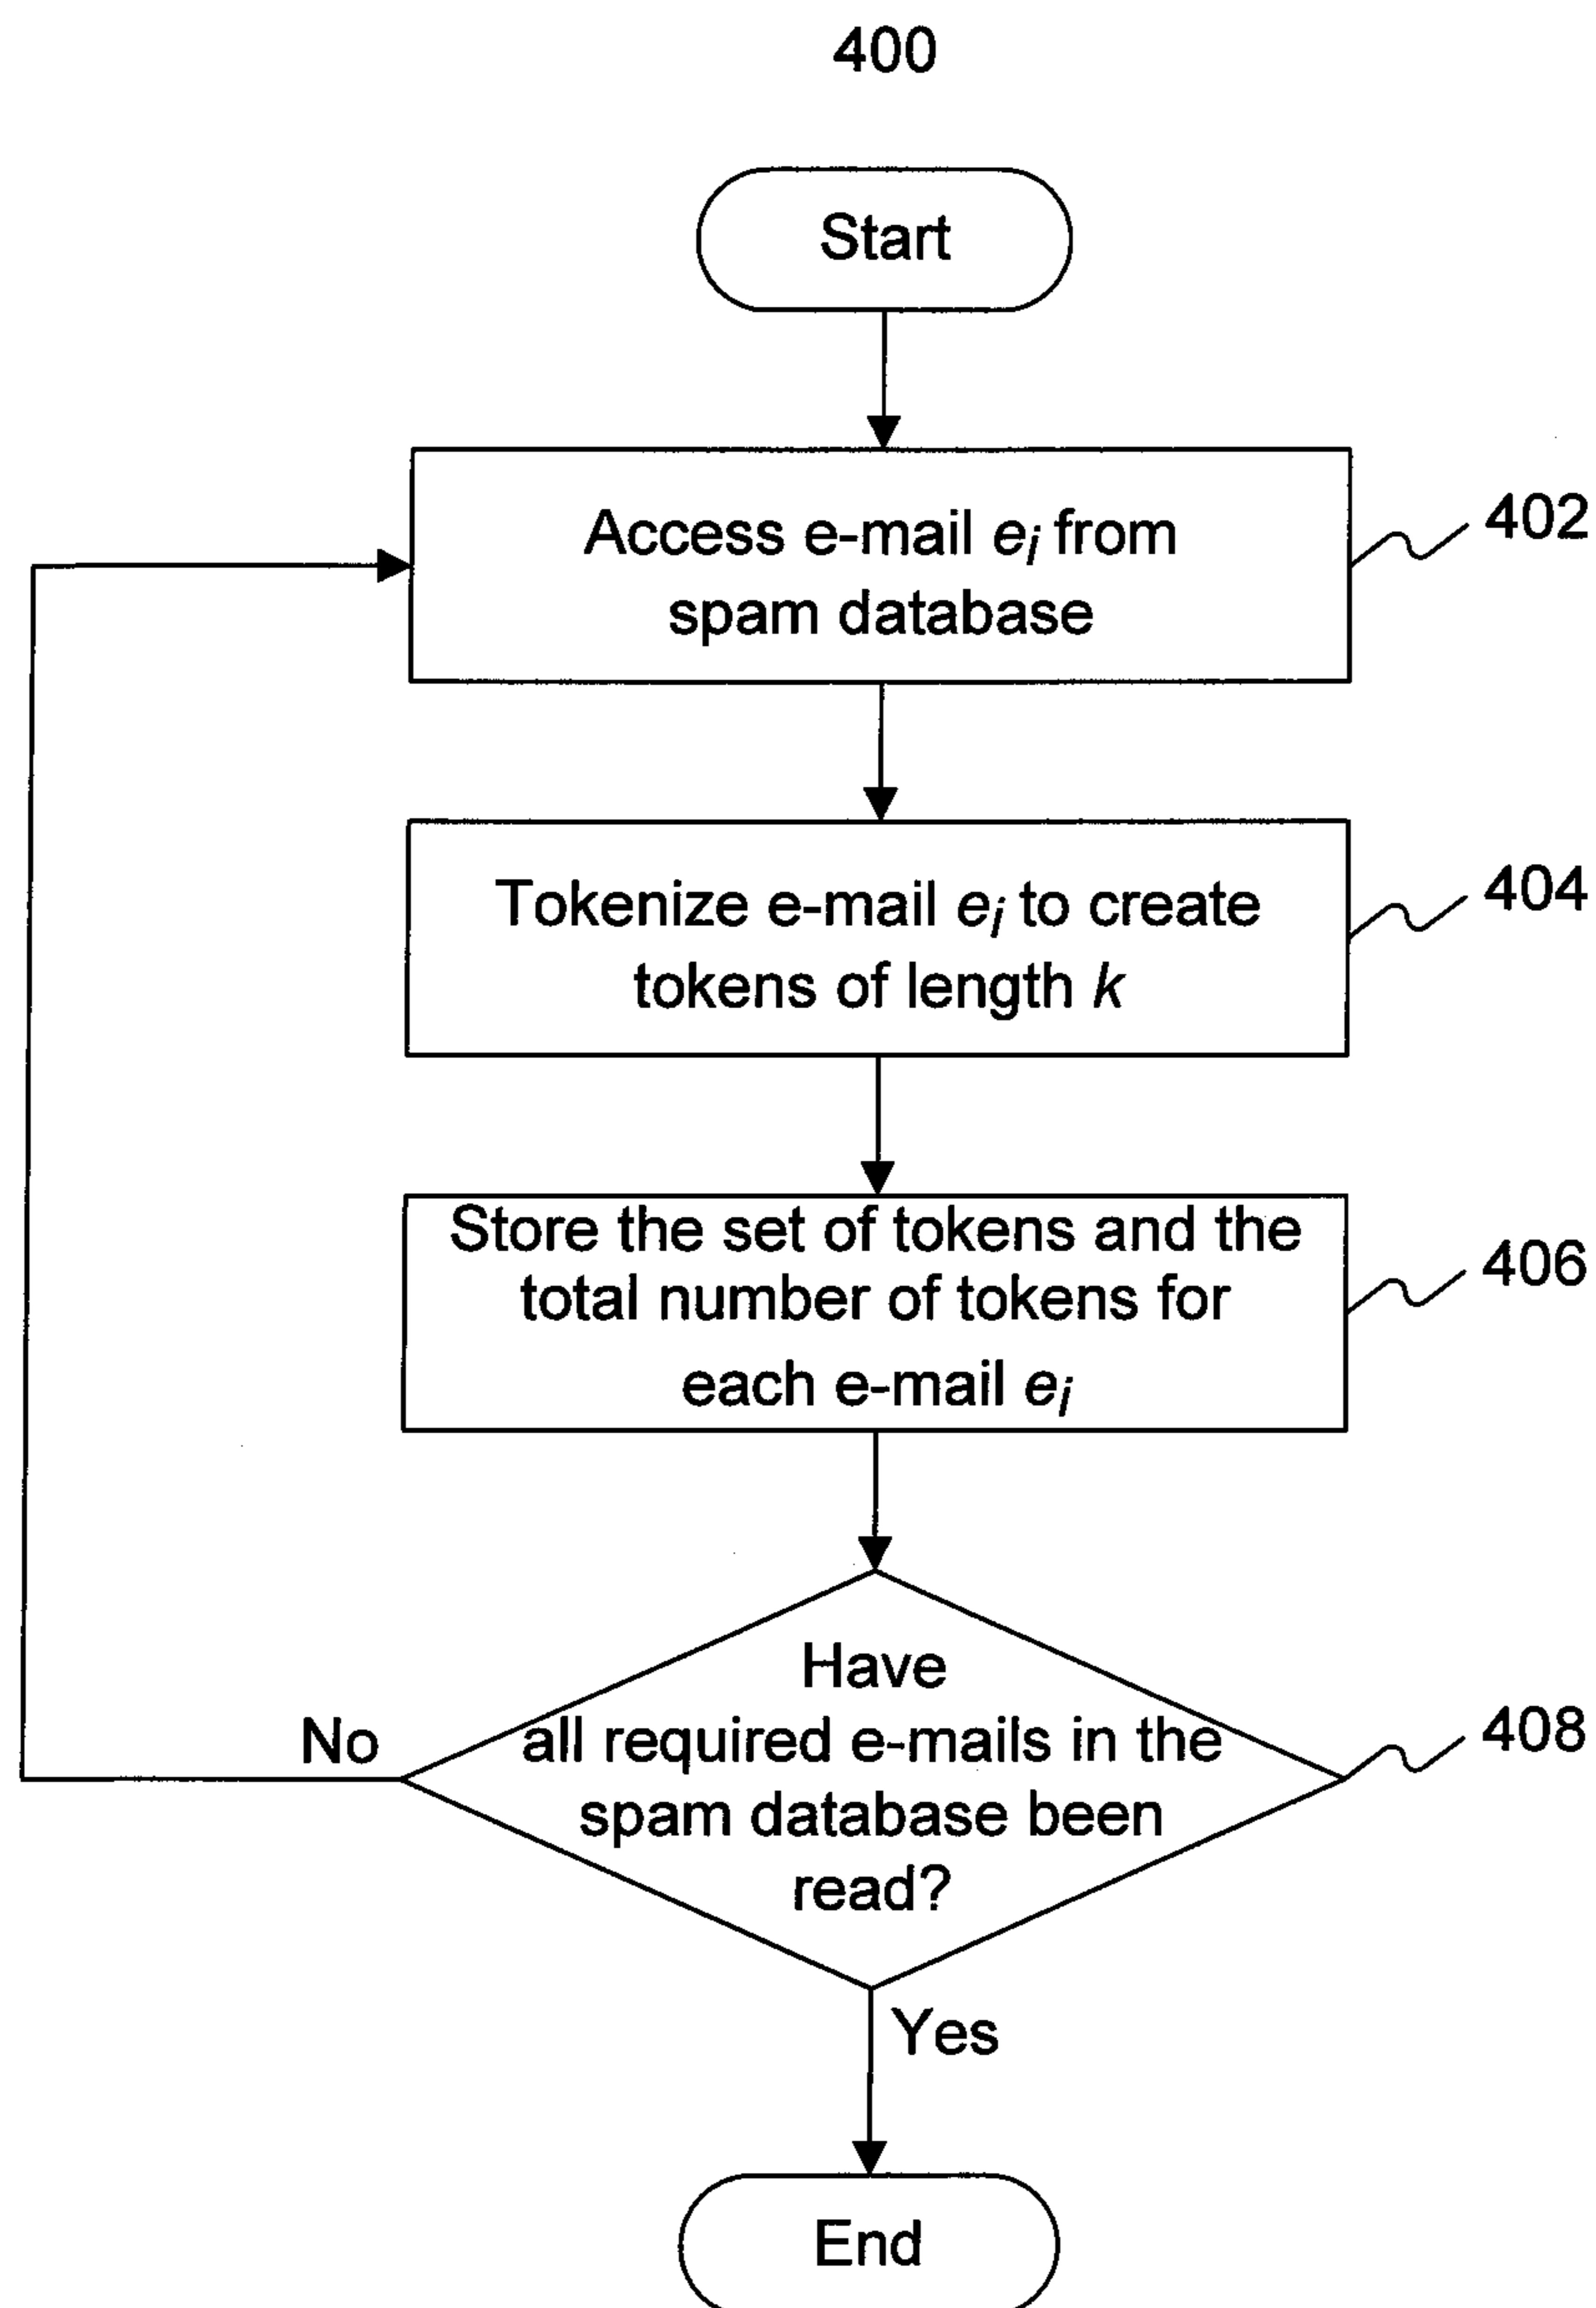 400
Start
Access e-mail ei from
spam database
402
Tokenize e-mail ei to create
tokens of length k
404
Store the set of tokens and the
total number of tokens for
each e-mail ei
406
Have
all required e-mails in the
spam database been
read?
408
No
Yes
End